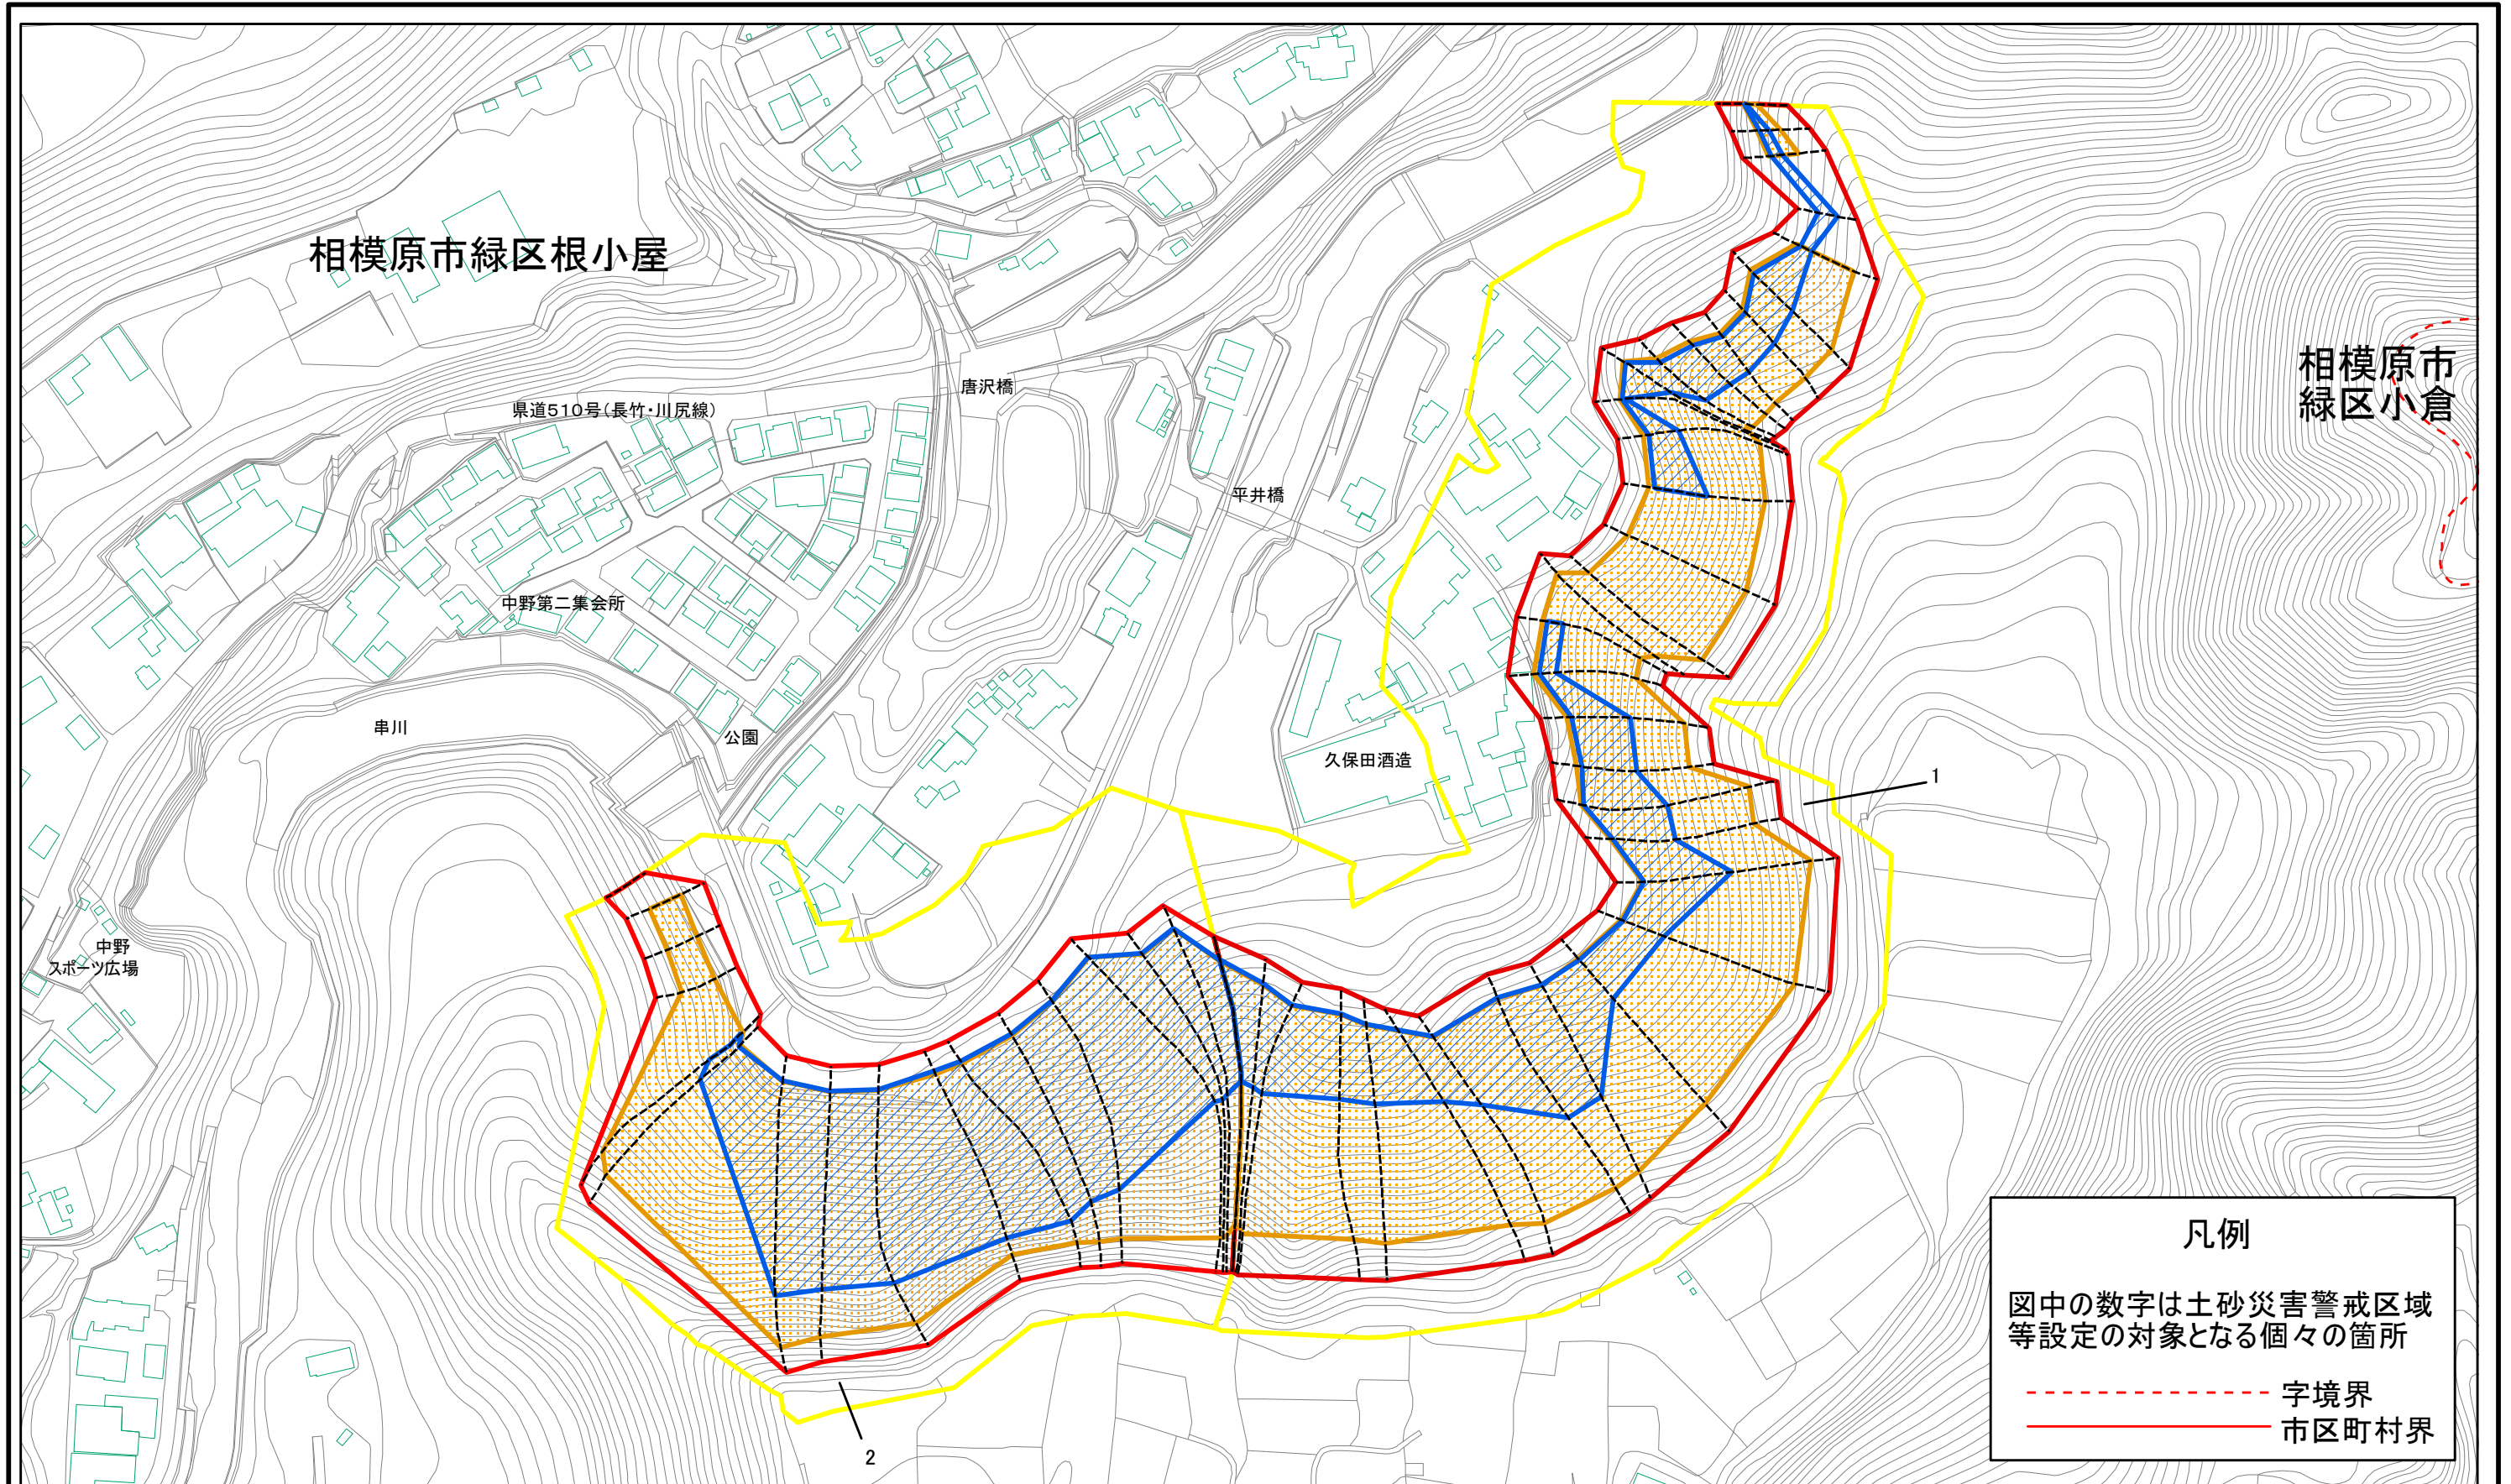 相模原市緑区根小屋
相模原市
緑区小倉
唐沢橋
県道510号(長竹・川尻線)
平井橋
中野第二集会所
串川
公園
久保田酒造
1
中野
スポーツ広場
2
凡例
図中の数字は土砂災害警戒区域
等設定の対象となる個々の箇所
字境界
市区町村界